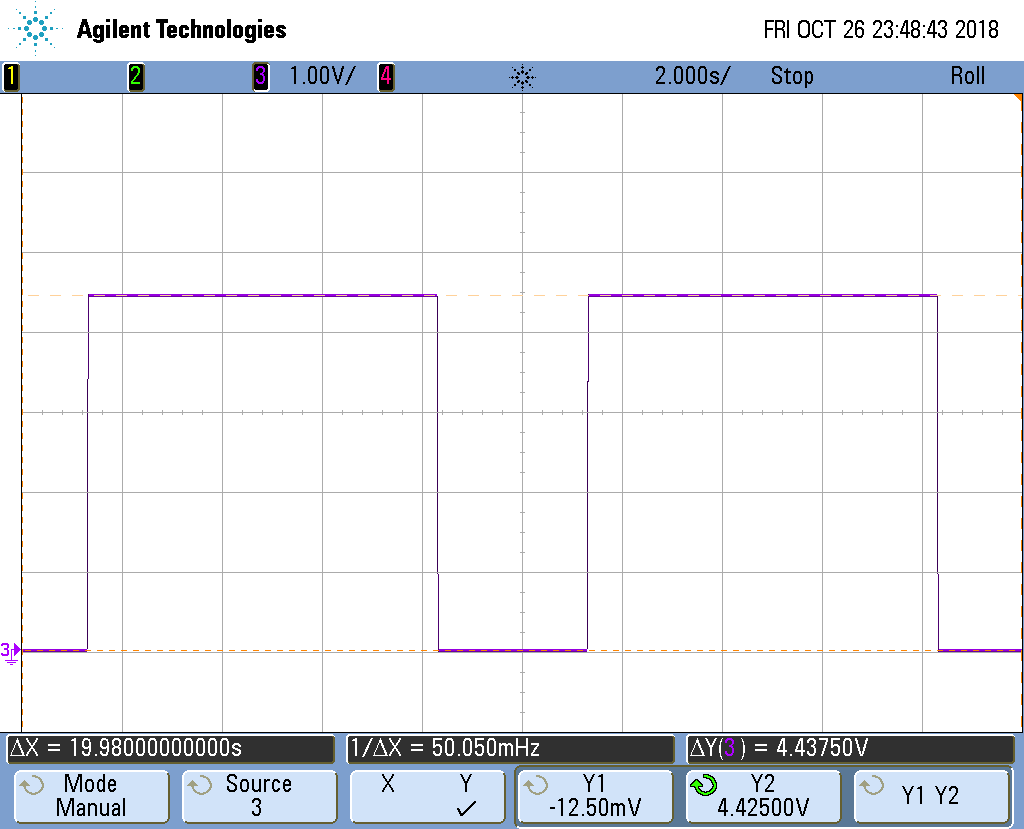 Agilent Technologies FRI OCT 26 23:48:43 2018
1 2 3 1.00V/ 4 2.000s/ Stop Roll
3
ΔX = 19.98000000000s 1/ΔX = 50.050mHz ΔY(3) = 4.43750V
Mode Source X Y Y1 Y2 Y1 Y2
Manual 3 ✓ -12.50mV 4.42500V